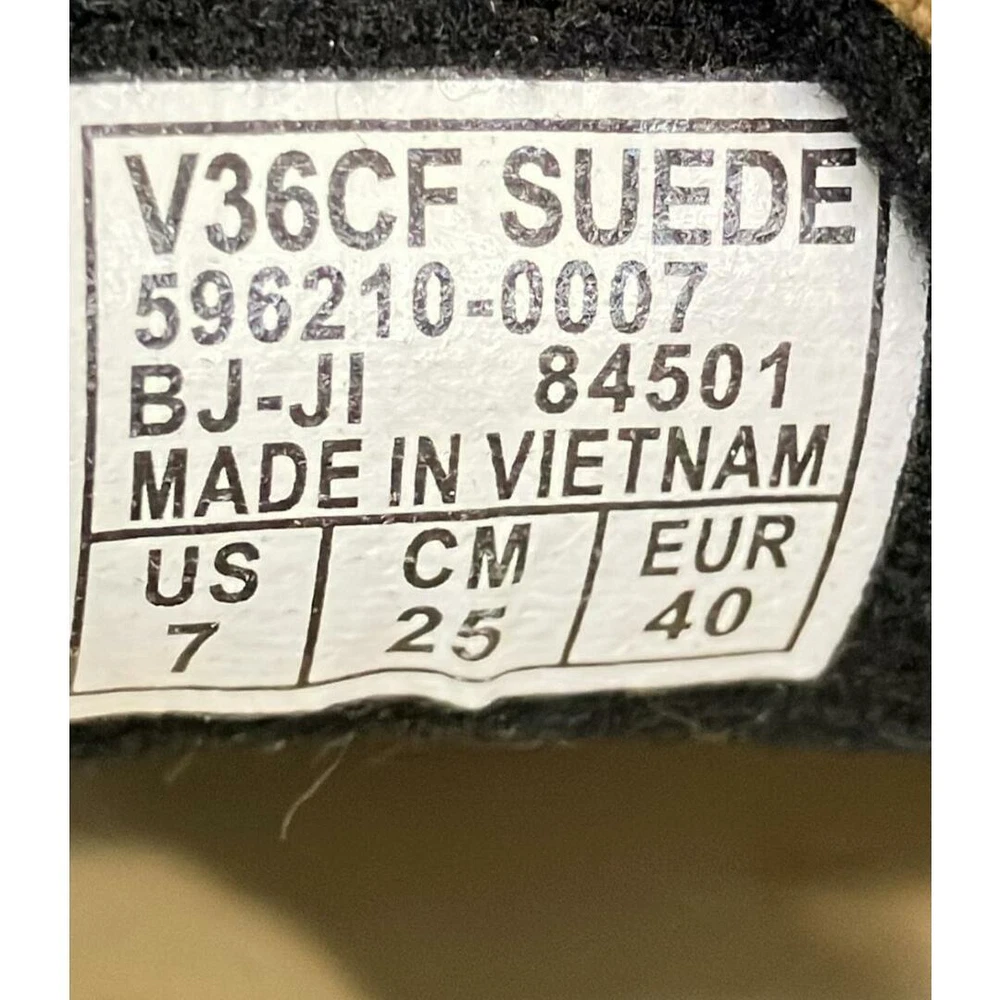 V36CF SUEDE
596210-0007
BJ-JI 84501
MADE IN VIETNAM
US CM EUR
7 25 40